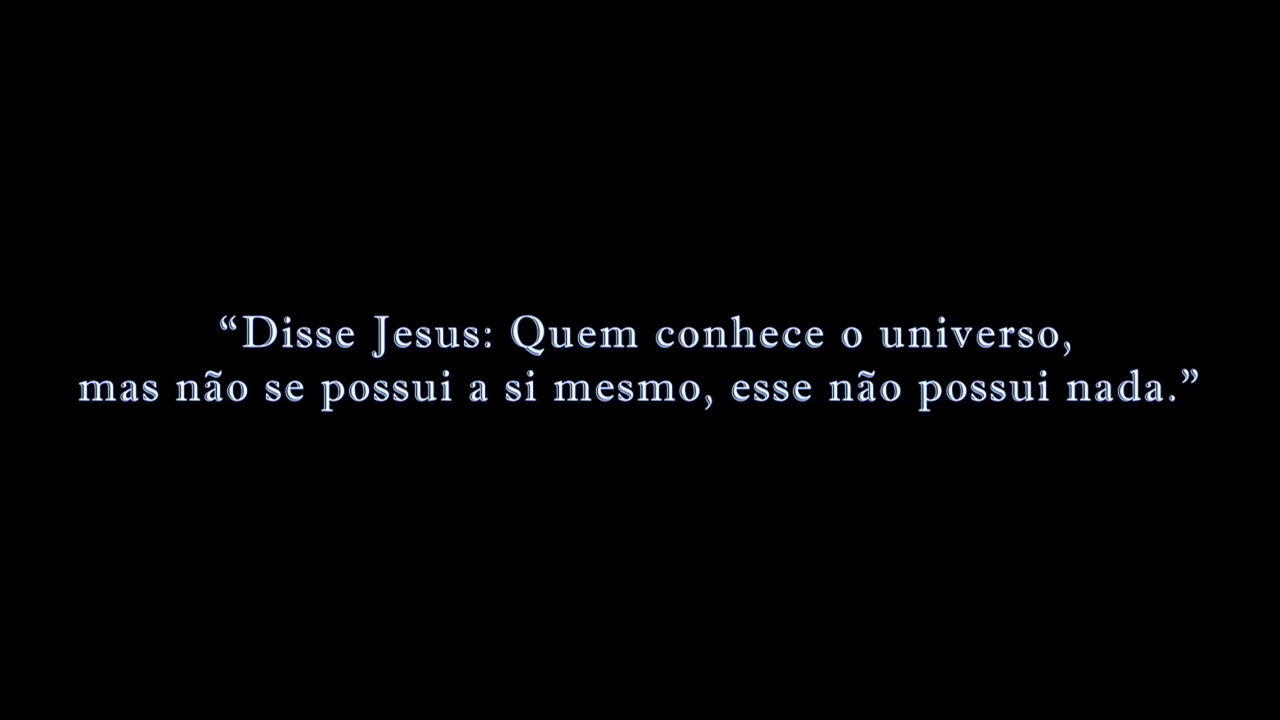 “Disse Jesus: Quem conhece o universo,
mas não se possui a si mesmo, esse não possui nada.”